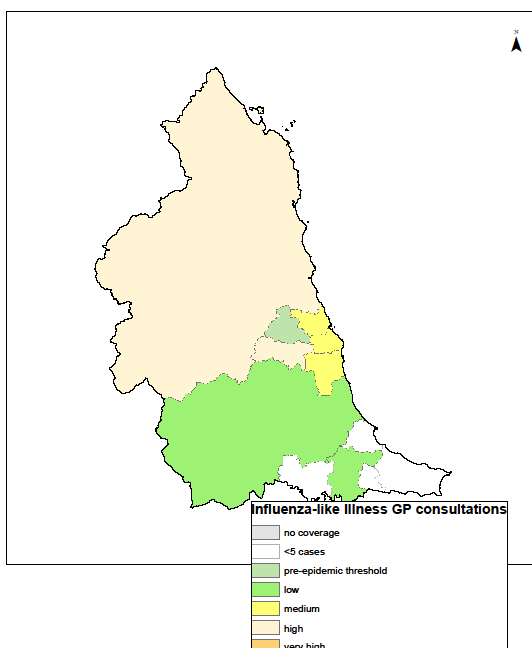 N
Influenza-like Illness GP consultations
no coverage
<5 cases
pre-epidemic threshold
low
medium
high
very high